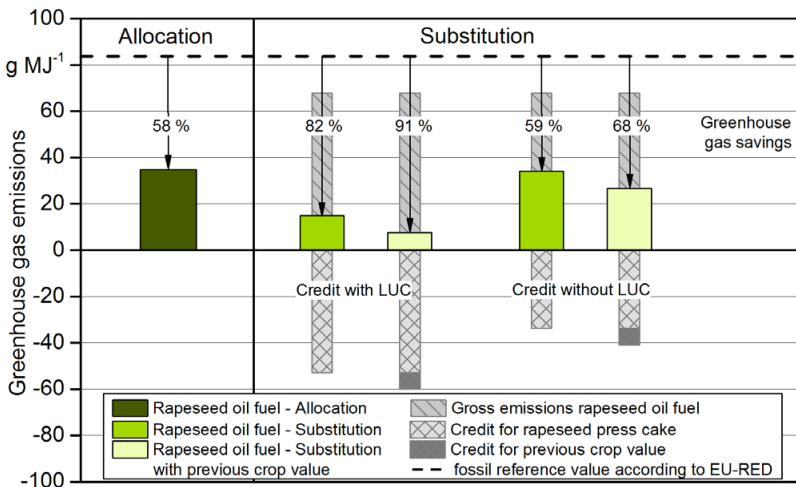 Allocation
Substitution
100
g MJ-1
60
40
20
0
-20
-40
-60
-80
-100
Greenhouse gas emissions
58 %
82 %
91 %
59 %
68 %
Greenhouse
gas savings
Credit with LUC
Credit without LUC
Rapeseed oil fuel - Allocation
Rapeseed oil fuel - Substitution
Rapeseed oil fuel - Substitution
with previous crop value
Gross emissions rapeseed oil fuel
Credit for rapeseed press cake
Credit for previous crop value
fossil reference value according to EU-RED